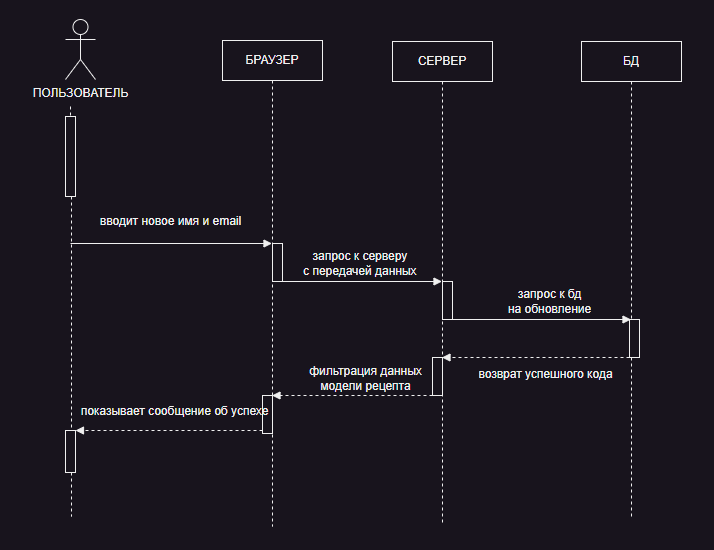 ПОЛЬЗОВАТЕЛЬ
БРАУЗЕР
СЕРВЕР
БД
вводит новое имя и email
запрос к серверу
с передачей данных
запрос к бд
на обновление
возврат успешного кода
фильтрация данных
модели рецепта
показывает сообщение об успехе